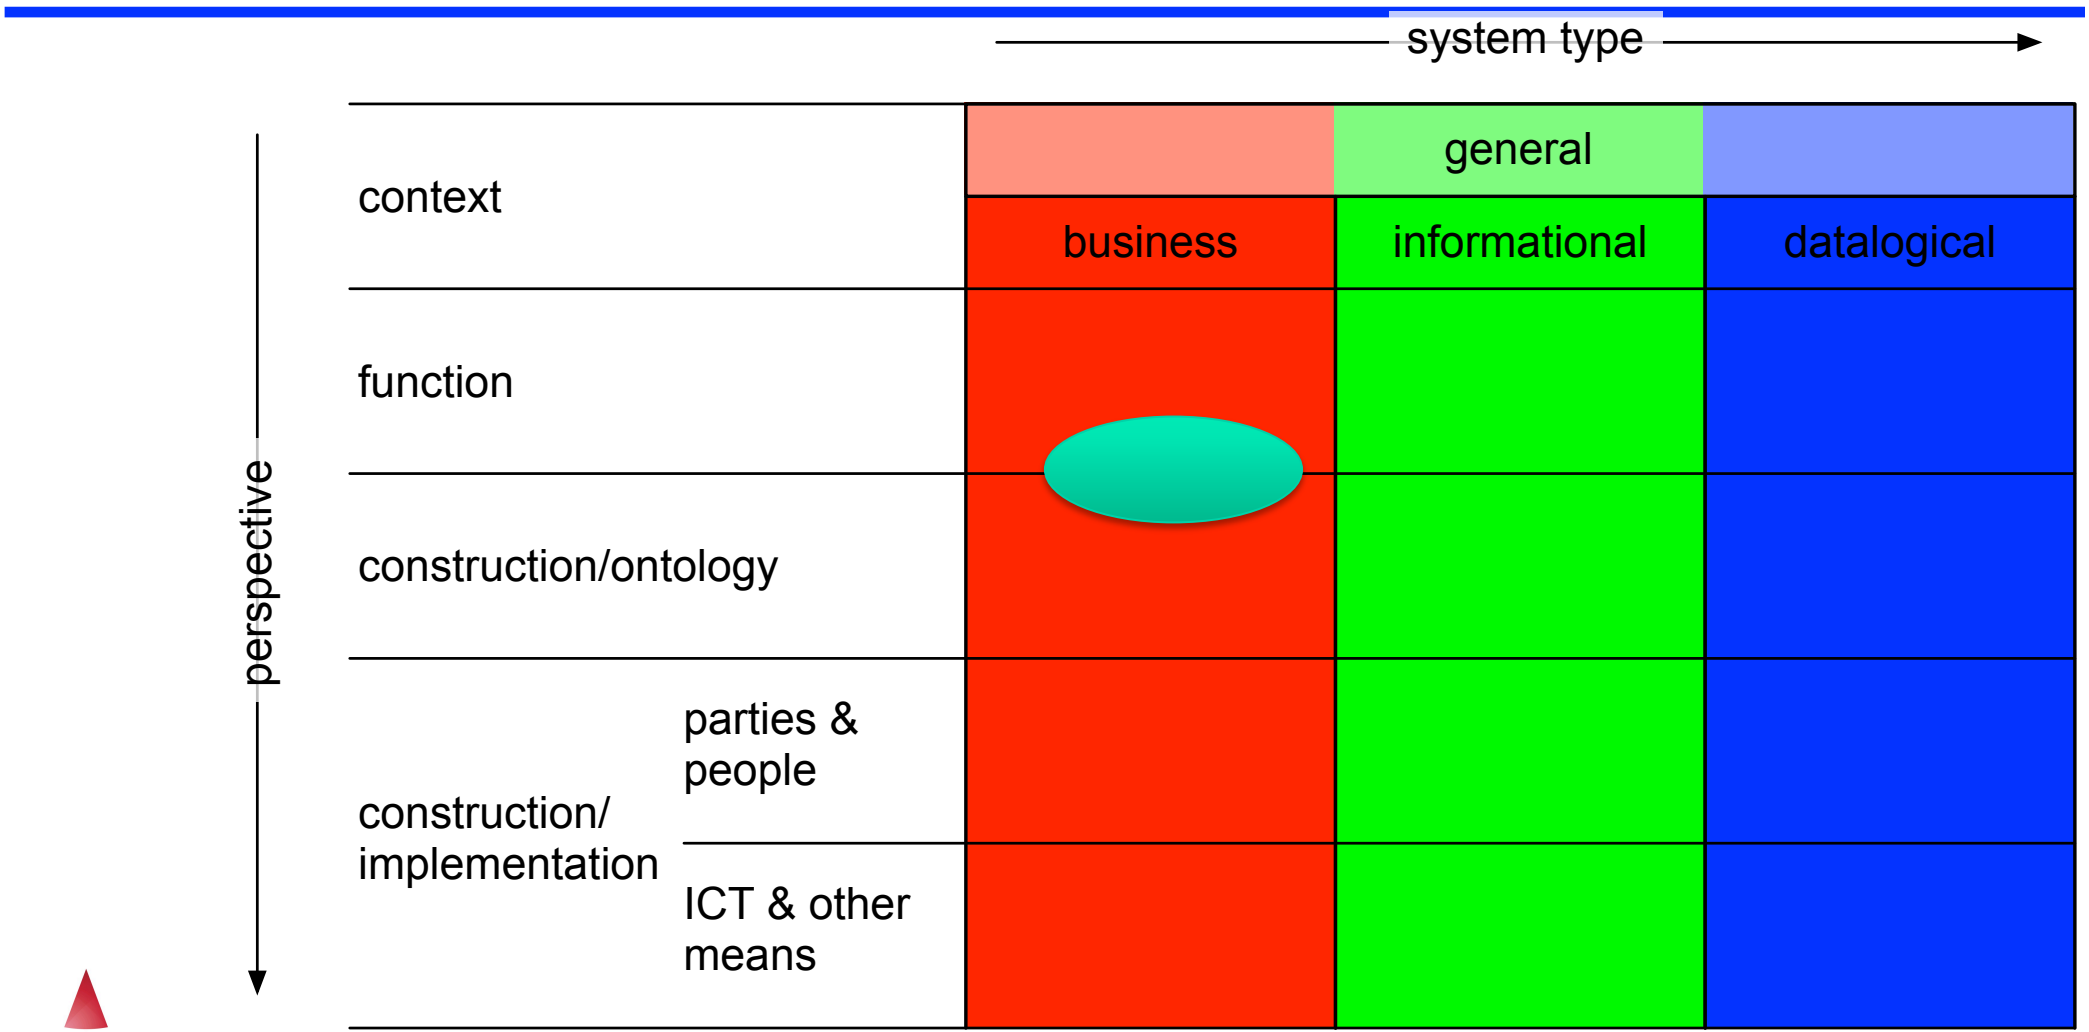 system type
general
context
business
informational
datalogical
function
perspective
construction/ontology
parties &
people
construction/
implementation
ICT & other
means